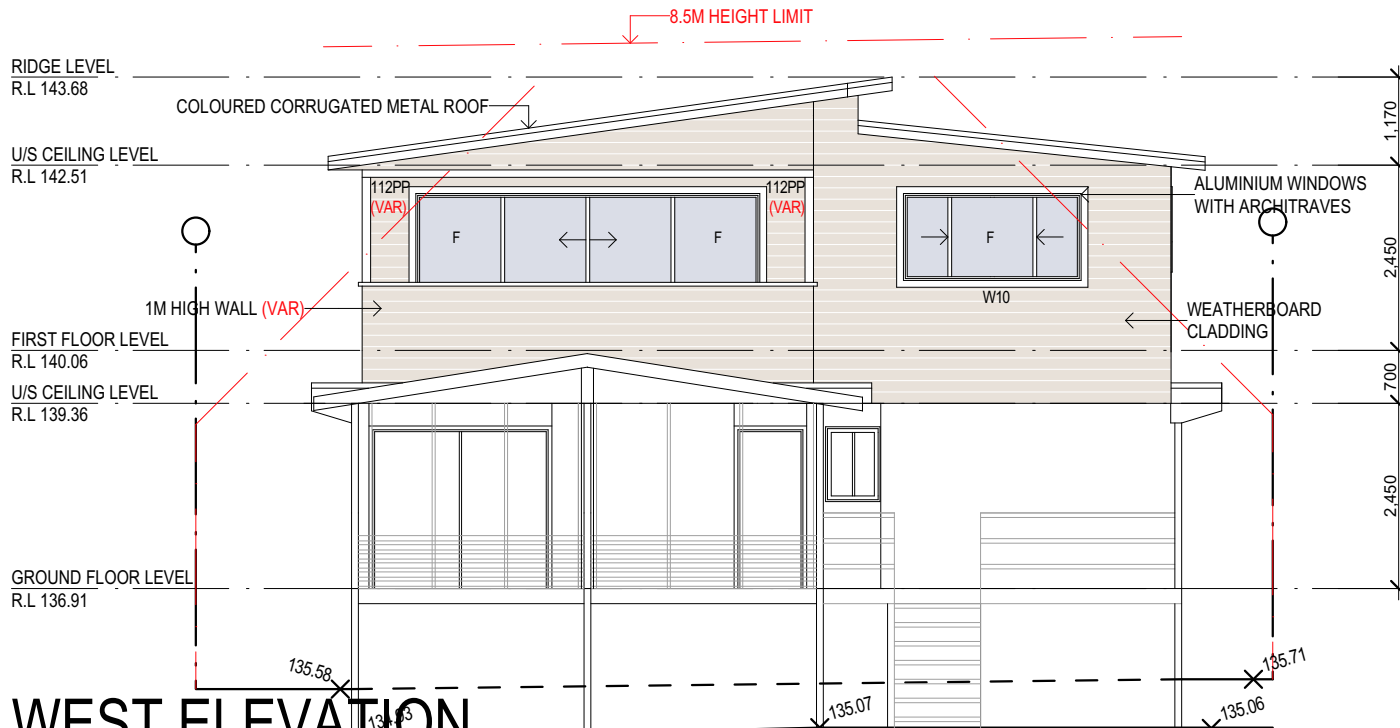 8.5M HEIGHT LIMIT
RIDGE LEVEL
R.L 143.68
COLOURED CORRUGATED METAL ROOF
1,170
U/S CEILING LEVEL
R.L 142.51
112PP
(VAR)
112PP
(VAR)
ALUMINIUM WINDOWS
WITH ARCHITRAVES
F
F
F
2,450
W10
1M HIGH WALL (VAR)
WEATHERBOARD
CLADDING
FIRST FLOOR LEVEL
R.L 140.06
700
U/S CEILING LEVEL
R.L 139.36
2,450
GROUND FLOOR LEVEL
R.L 136.91
135.58
135.71
WEST ELEVATION
135.07
135.06